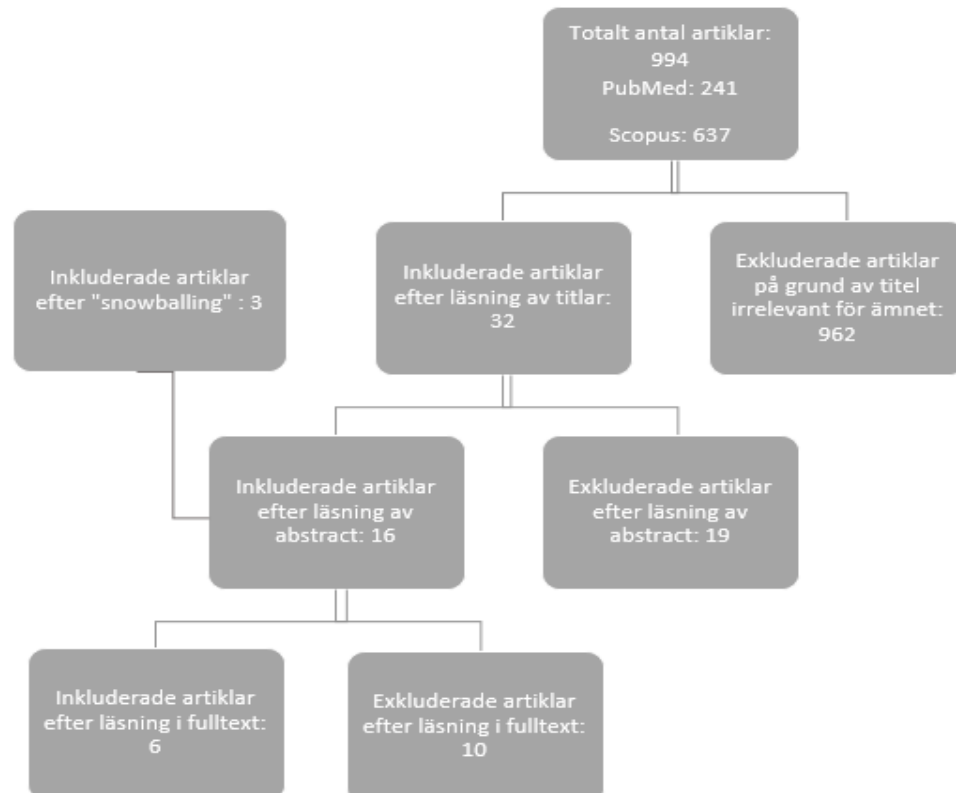 Totalt antal artiklar:
994
PubMed: 241
Scopus: 637
Inkluderade artiklar
efter "snowballing" : 3
Inkluderade artiklar
efter läsning av titlar:
32
Exkluderade artiklar
på grund av titel
irrelevant för ämnet:
962
Inkluderade artiklar
efter läsning av
abstract: 16
Exkluderade artiklar
efter läsning av
abstract: 19
Inkluderade artiklar
efter läsning i fulltext:
6
Exkluderade artiklar
efter läsning i fulltext:
10